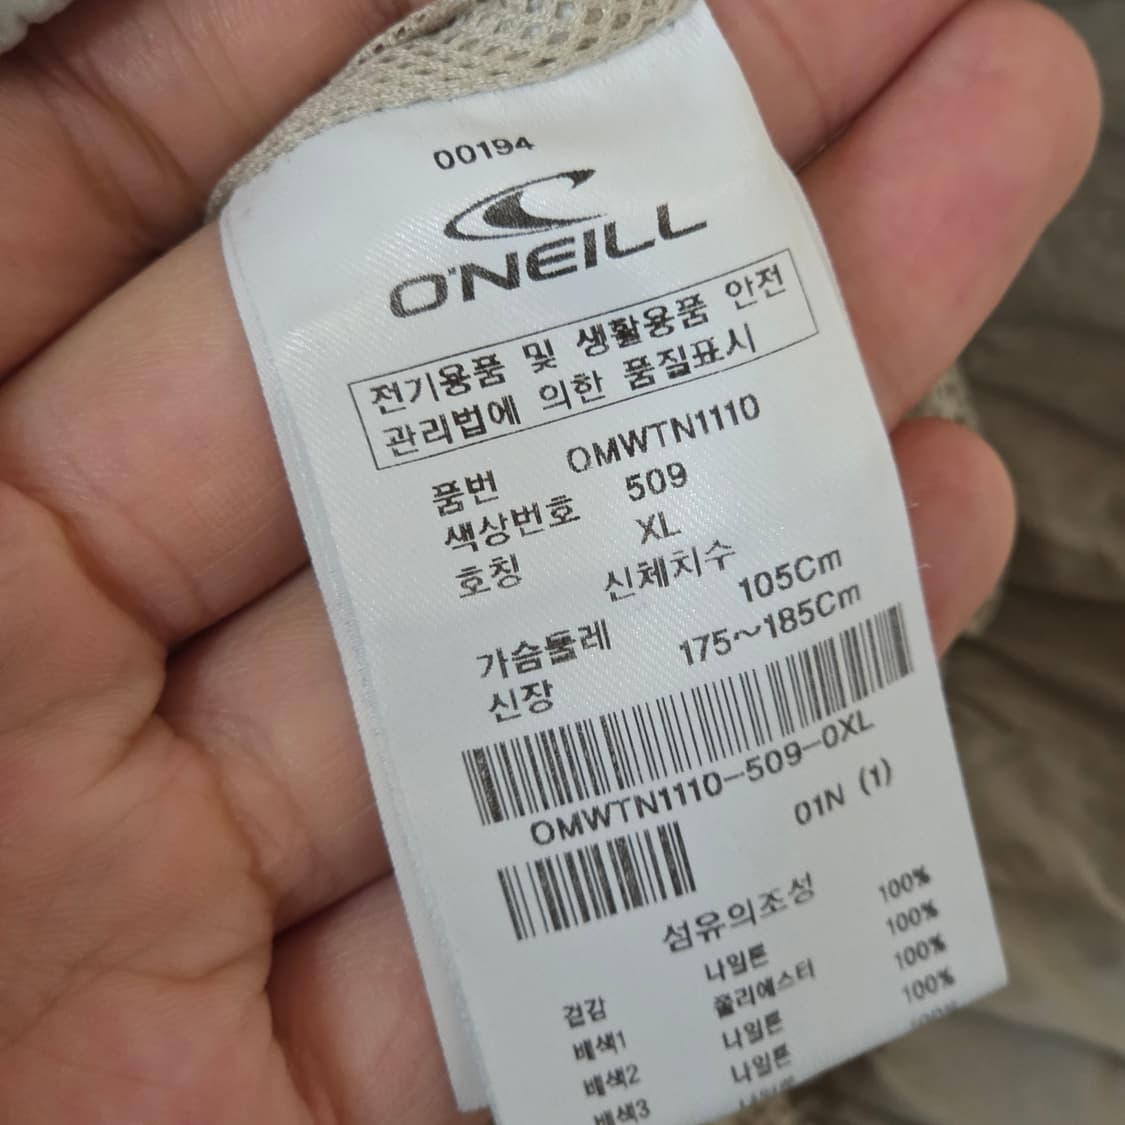 00194
O'NEILL
전기용품 및 생활용품 안전
관리법에 의한 품질표시
품번 OMWTN1110
색상번호 509
호칭 XL
신체치수
가슴둘레 105Cm
신장 175~185Cm
OMWTN1110-509-0XL
01N (1)
섬유의조성
겉감 나일론 100%
배색1 폴리에스터 100%
배색2 나일론 100%
배색3 나일론 100%